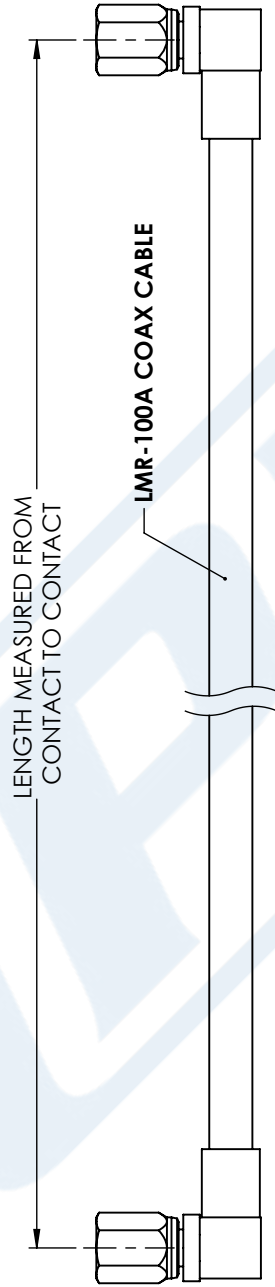 LENGTH MEASURED FROM
CONTACT TO CONTACT
LMR-100A COAX CABLE